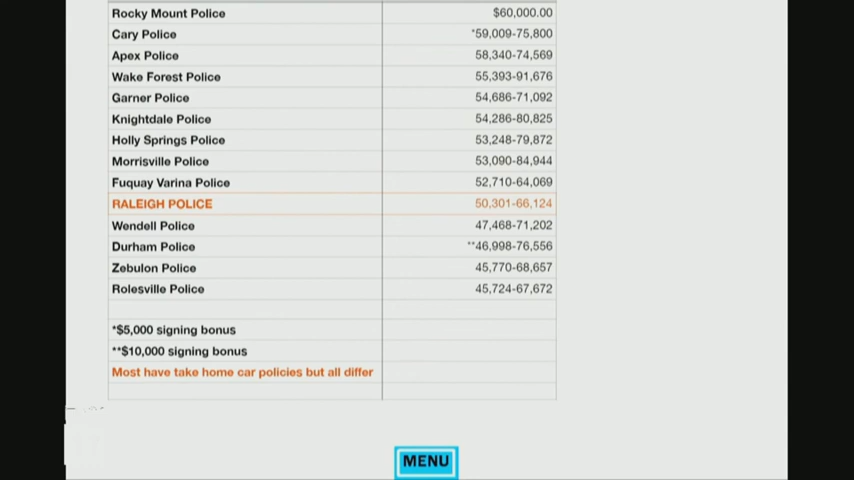 Rocky Mount Police $60,000.00
Cary Police *59,009-75,800
Apex Police 58,340-74,569
Wake Forest Police 55,393-91,676
Garner Police 54,686-71,092
Knightdale Police 54,286-80,825
Holly Springs Police 53,248-79,872
Morrisville Police 53,090-84,944
Fuquay Varina Police 52,710-64,069
RALEIGH POLICE 50,301-66,124
Wendell Police 47,468-71,202
Durham Police **46,998-76,556
Zebulon Police 45,770-68,657
Rolesville Police 45,724-67,672
*$5,000 signing bonus
**$10,000 signing bonus
Most have take home car policies but all differ
MENU